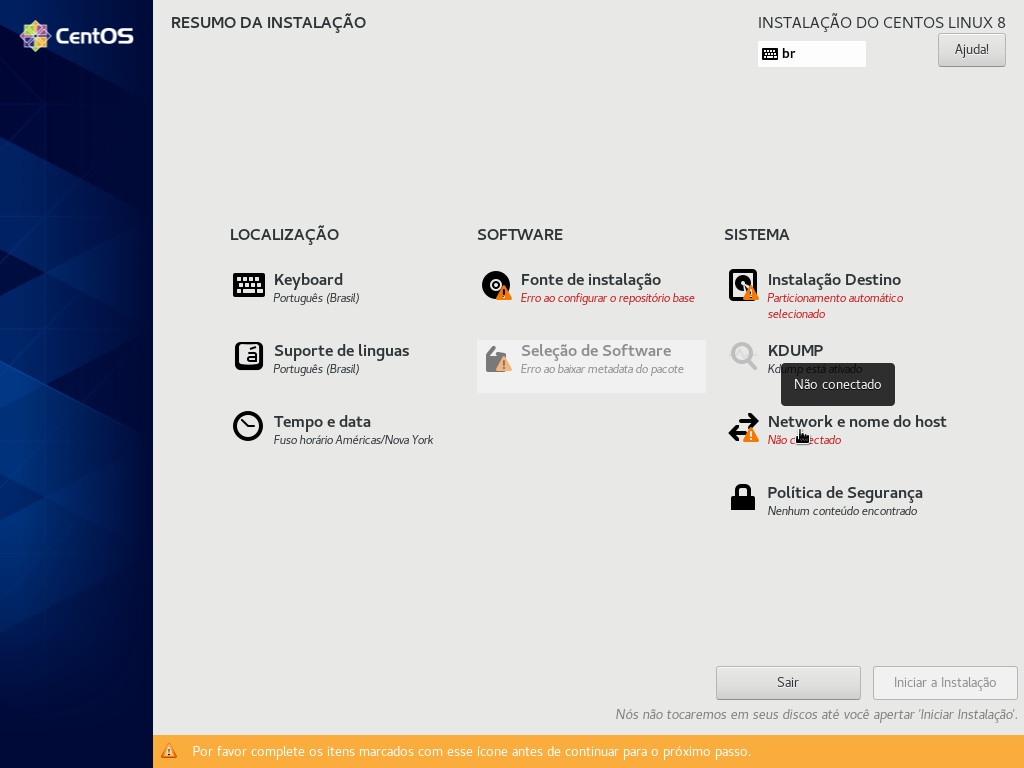 CentOS
RESUMO DA INSTALAÇÃO
INSTALAÇÃO DO CENTOS LINUX 8
br
Ajuda!
LOCALIZAÇÃO
Keyboard
Português (Brasil)
Suporte de linguas
Português (Brasil)
Tempo e data
Fuso horário Américas/Nova York
SOFTWARE
Fonte de instalação
Erro ao configurar o repositório base
Seleção de Software
Erro ao baixar metadata do pacote
SISTEMA
Instalação Destino
Particionamento automático
selecionado
KDUMP
Kdump está ativado
Não conectado
Network e nome do host
Não conectado
Política de Segurança
Nenhum conteúdo encontrado
Sair
Iniciar a Instalação
Nós não tocaremos em seus discos até você apertar 'Iniciar Instalação'.
Por favor complete os itens marcados com esse ícone antes de continuar para o próximo passo.